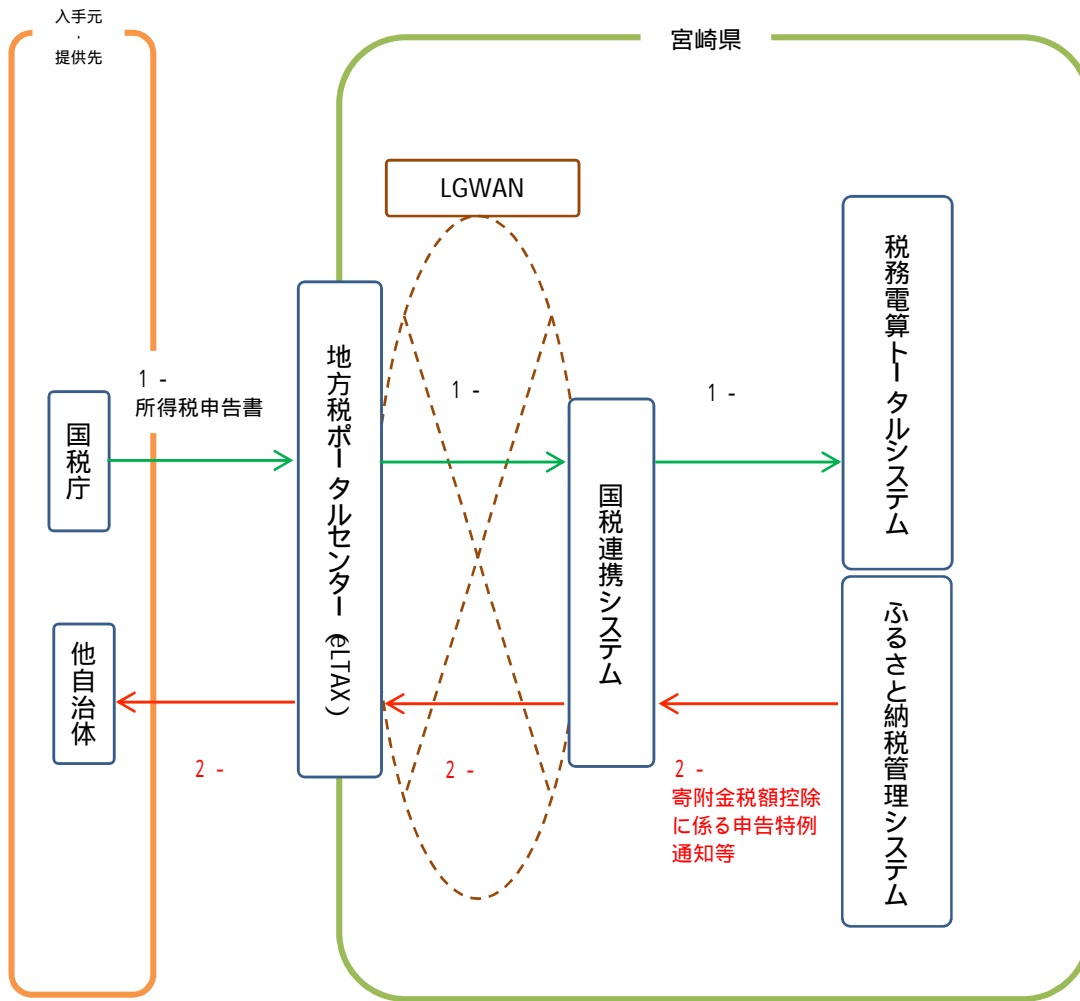 入手元
・
提供先
宮崎県
LGWAN
税務電算トータルシステム
地方税ポータルセンター(eLTAX)
1 -
所得税申告書
1 -
1 -
国税庁
国税連携システム
ふるさと納税管理システム
他自治体
2 -
2 -
2 -
寄附金税額控除
に係る申告特例
通知等